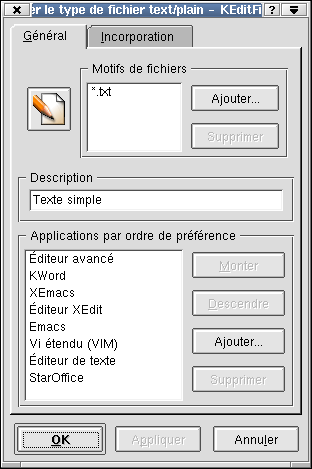 er le type de fichier text/plain - KEditFi
Général
Incorporation
Motifs de fichiers
*.txt
Ajouter...
Supprimer
Description
Texte simple
Applications par ordre de préférence
Éditeur avancé
KWord
XEmacs
Éditeur XEdit
Emacs
Vi étendu (VIM)
Éditeur de texte
StarOffice
Monter
Descendre
Ajouter...
Supprimer
OK
Appliquer
Annuler